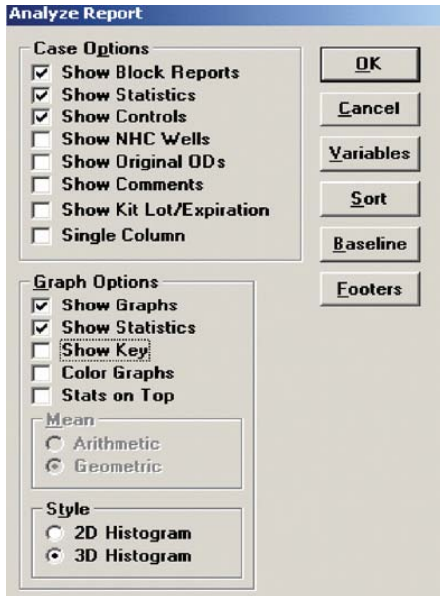 Analyze Report
Case Options
Show Block Reports
Show Statistics
Show Controls
Show NHC Wells
Show Original ODs
Show Comments
Show Kit Lot/Expiration
Single Column
OK
Cancel
Variables
Sort
Baseline
Footers
Graph Options
Show Graphs
Show Statistics
Show Key
Color Graphs
Stats on Top
Mean
Arithmetic
Geometric
Style
2D Histogram
3D Histogram